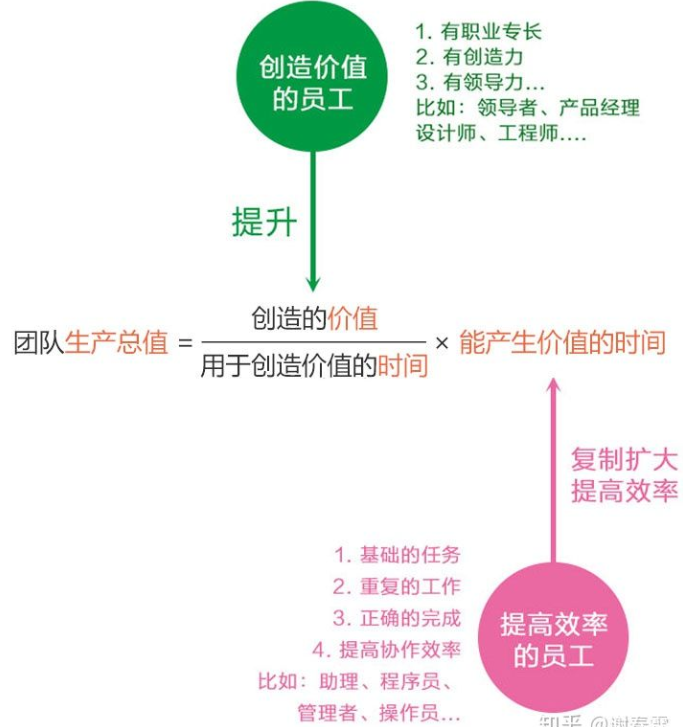 创造价值
的员工
1. 有职业专长
2. 有创造力
3. 有领导力...
比如：领导者、产品经理
设计师、工程师....
提升
团队生产总值 = 创造的价值
用于创造价值的时间 × 能产生价值的时间
复制扩大
提高效率
1. 基础的任务
2. 重复的工作
3. 正确的完成
4. 提高协作效率
比如：助理、程序员、
管理者、操作员...
提高效率
的员工
知乎